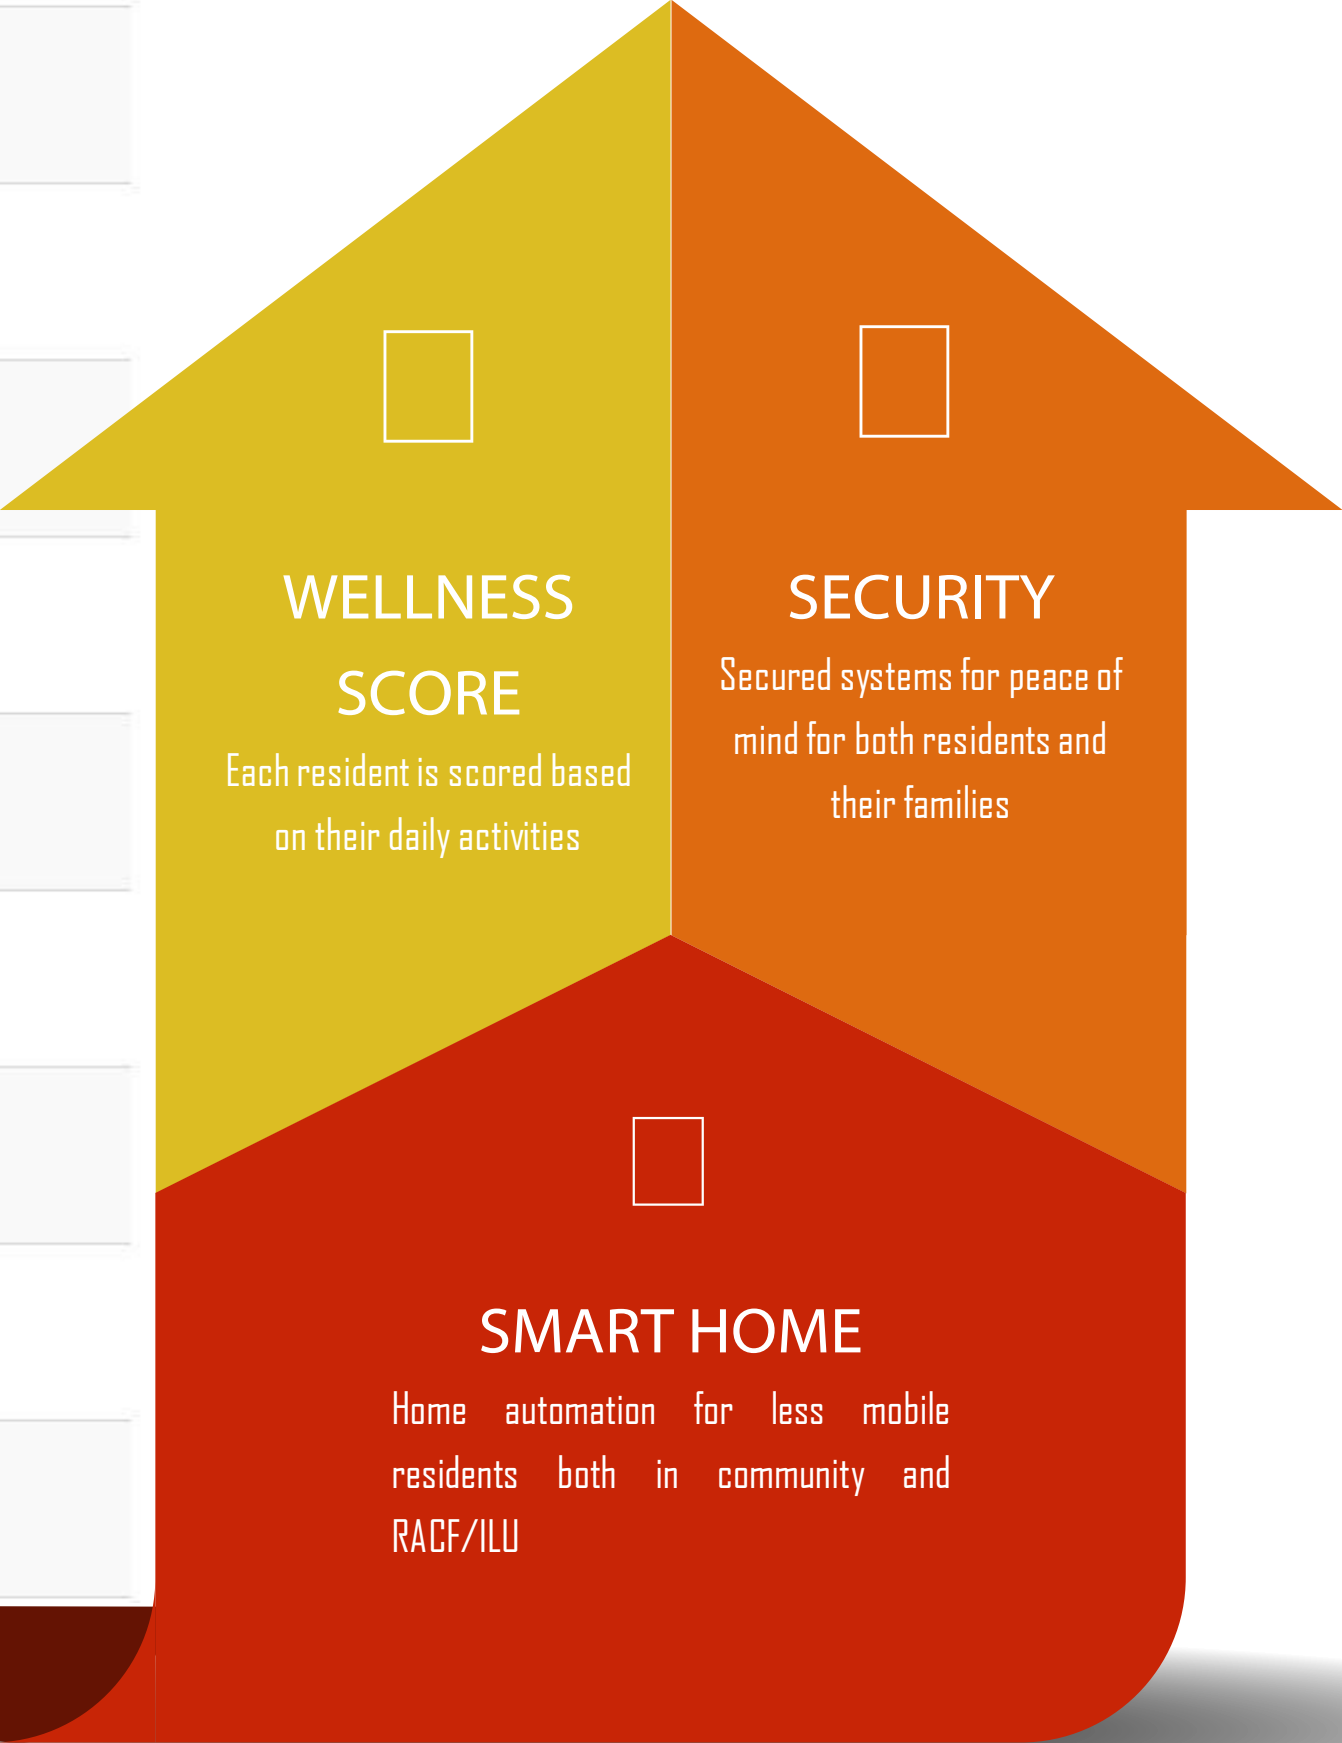 WELLNESS
SCORE
Each resident is scored based
on their daily activities
SECURITY
Secured systems for peace of
mind for both residents and
their families
SMART HOME
Home automation for less mobile
residents both in community and
RACF/ILU